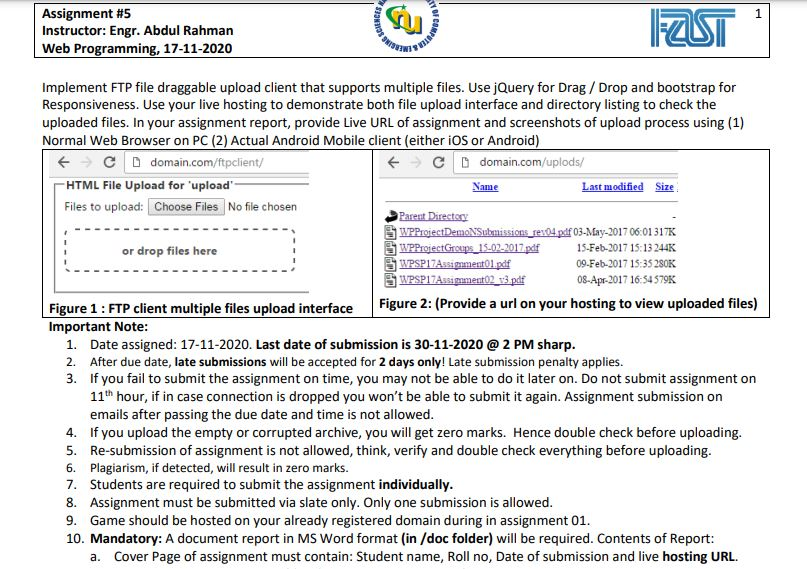 Assignment #5
Instructor: Engr. Abdul Rahman
Web Programming, 17-11-2020
FAST
1
Implement FTP file draggable upload client that supports multiple files. Use jQuery for Drag / Drop and bootstrap for
Responsiveness. Use your live hosting to demonstrate both file upload interface and directory listing to check the
uploaded files. In your assignment report, provide Live URL of assignment and screenshots of upload process using (1)
Normal Web Browser on PC (2) Actual Android Mobile client (either iOS or Android)
domain.com/ftpclient/
HTML File Upload for 'upload'
Files to upload: Choose Files No file chosen
or drop files here
Figure 1 : FTP client multiple files upload interface
domain.com/uplods/
Name Last modified Size
Parent Directory -
WPProjectDemoNSubmissions_rev04.pdf 03-May-2017 06:01 317K
WPProjectGroups_15-02-2017.pdf 15-Feb-2017 15:13 244K
WPSP17Assignment01.pdf 09-Feb-2017 15:35 280K
WPSP17Assignment02_v3.pdf 08-Apr-2017 16:54 579K
Figure 2: (Provide a url on your hosting to view uploaded files)
Important Note:
1. Date assigned: 17-11-2020. Last date of submission is 30-11-2020 @ 2 PM sharp.
2. After due date, late submissions will be accepted for 2 days only! Late submission penalty applies.
3. If you fail to submit the assignment on time, you may not be able to do it later on. Do not submit assignment on
11th hour, if in case connection is dropped you won't be able to submit it again. Assignment submission on
emails after passing the due date and time is not allowed.
4. If you upload the empty or corrupted archive, you will get zero marks. Hence double check before uploading.
5. Re-submission of assignment is not allowed, think, verify and double check everything before uploading.
6. Plagiarism, if detected, will result in zero marks.
7. Students are required to submit the assignment individually.
8. Assignment must be submitted via slate only. Only one submission is allowed.
9. Game should be hosted on your already registered domain during in assignment 01.
10. Mandatory: A document report in MS Word format (in /doc folder) will be required. Contents of Report:
a. Cover Page of assignment must contain: Student name, Roll no, Date of submission and live hosting URL.